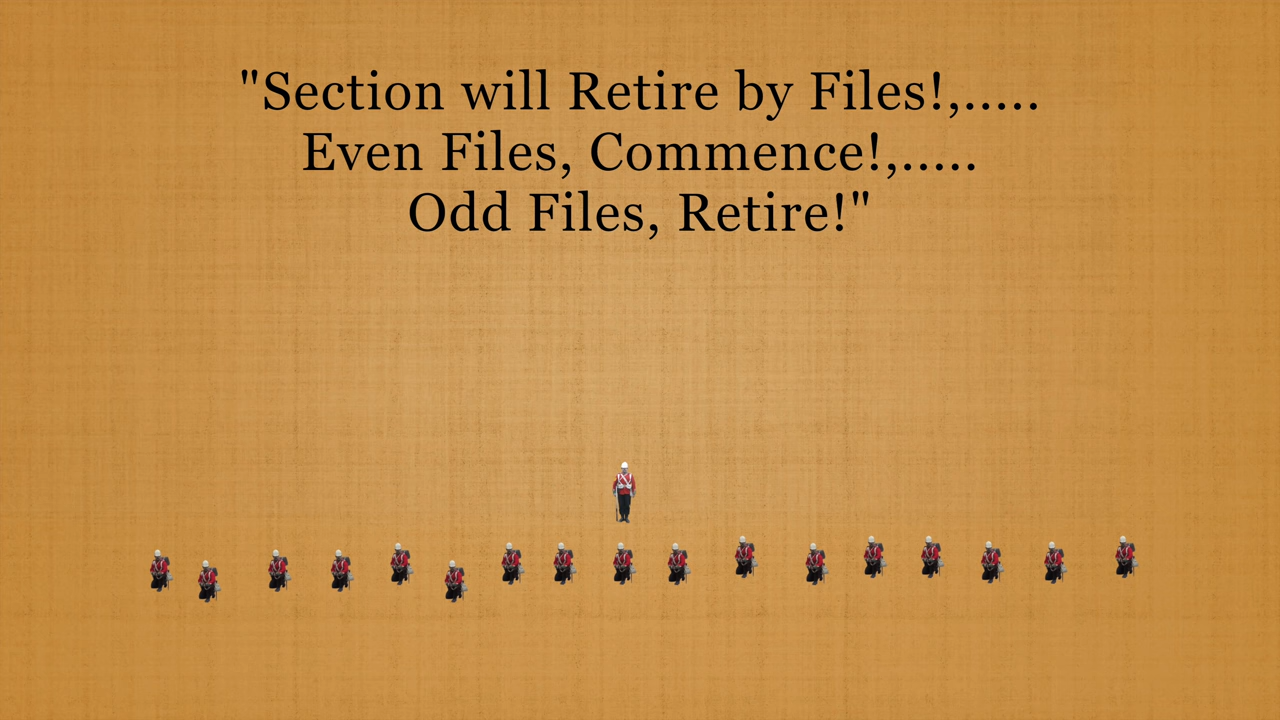 "Section will Retire by Files!,.....
Even Files, Commence!,.....
Odd Files, Retire!"